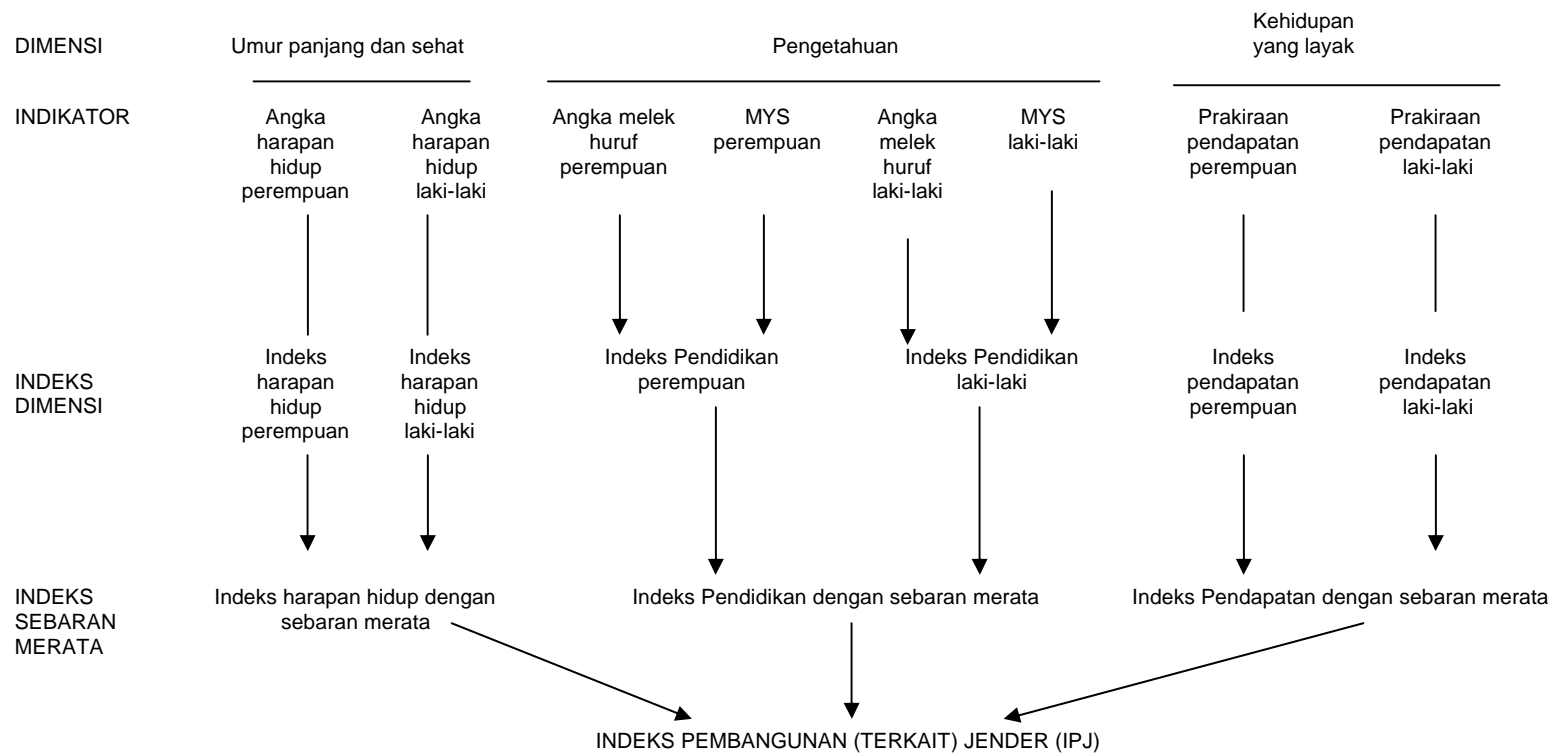 DIMENSI
Umur panjang dan sehat
Pengetahuan
Kehidupan
yang layak
INDIKATOR
Angka
harapan
hidup
perempuan
Angka
harapan
hidup
laki-laki
Angka melek
huruf
perempuan
MYS
perempuan
Angka
melek
huruf
laki-laki
MYS
laki-laki
Prakiraan
pendapatan
perempuan
Prakiraan
pendapatan
laki-laki
INDEKS
DIMENSI
Indeks
harapan
hidup
perempuan
Indeks
harapan
hidup
laki-laki
Indeks Pendidikan
perempuan
Indeks Pendidikan
laki-laki
Indeks
pendapatan
perempuan
Indeks
pendapatan
laki-laki
INDEKS
SEBARAN
MERATA
Indeks harapan hidup dengan
sebaran merata
Indeks Pendidikan dengan sebaran merata
Indeks Pendapatan dengan sebaran merata
INDEKS PEMBANGUNAN (TERKAIT) JENDER (IPJ)